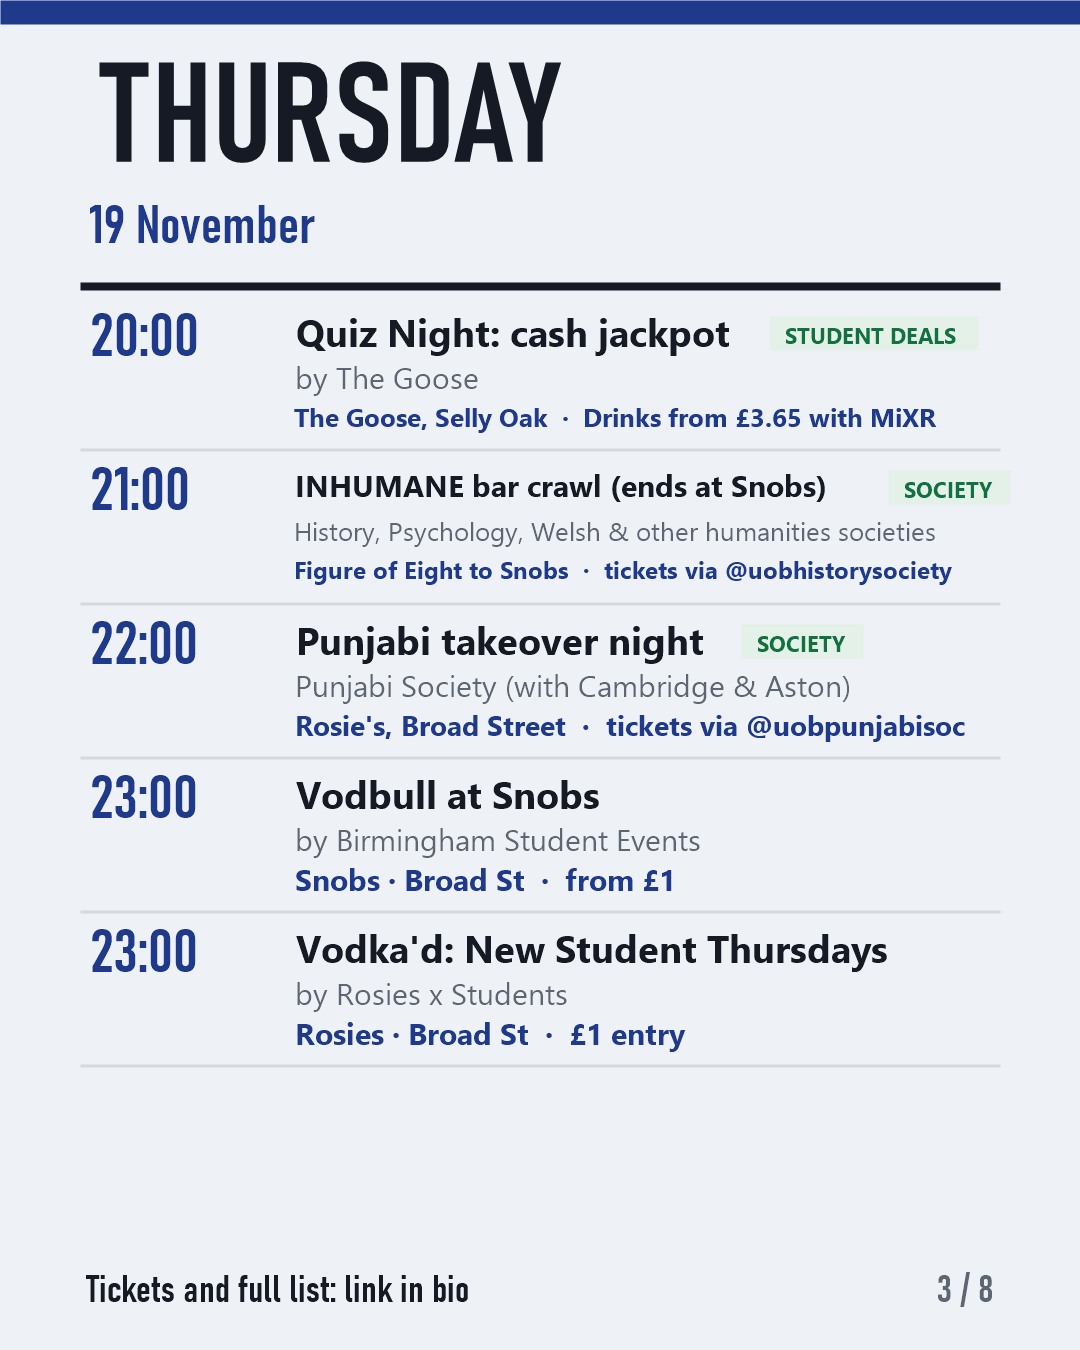 THURSDAY
19 November
20:00
Quiz Night: cash jackpot
STUDENT DEALS
by The Goose
The Goose, Selly Oak · Drinks from £3.65 with MiXR
21:00
INHUMANE bar crawl (ends at Snobs)
SOCIETY
History, Psychology, Welsh & other humanities societies
Figure of Eight to Snobs · tickets via @uobhistorysociety
22:00
Punjabi takeover night
SOCIETY
Punjabi Society (with Cambridge & Aston)
Rosie's, Broad Street · tickets via @uobpunjabisoc
23:00
Vodbull at Snobs
by Birmingham Student Events
Snobs · Broad St · from £1
23:00
Vodka'd: New Student Thursdays
by Rosies x Students
Rosies · Broad St · £1 entry
Tickets and full list: link in bio
3 / 8